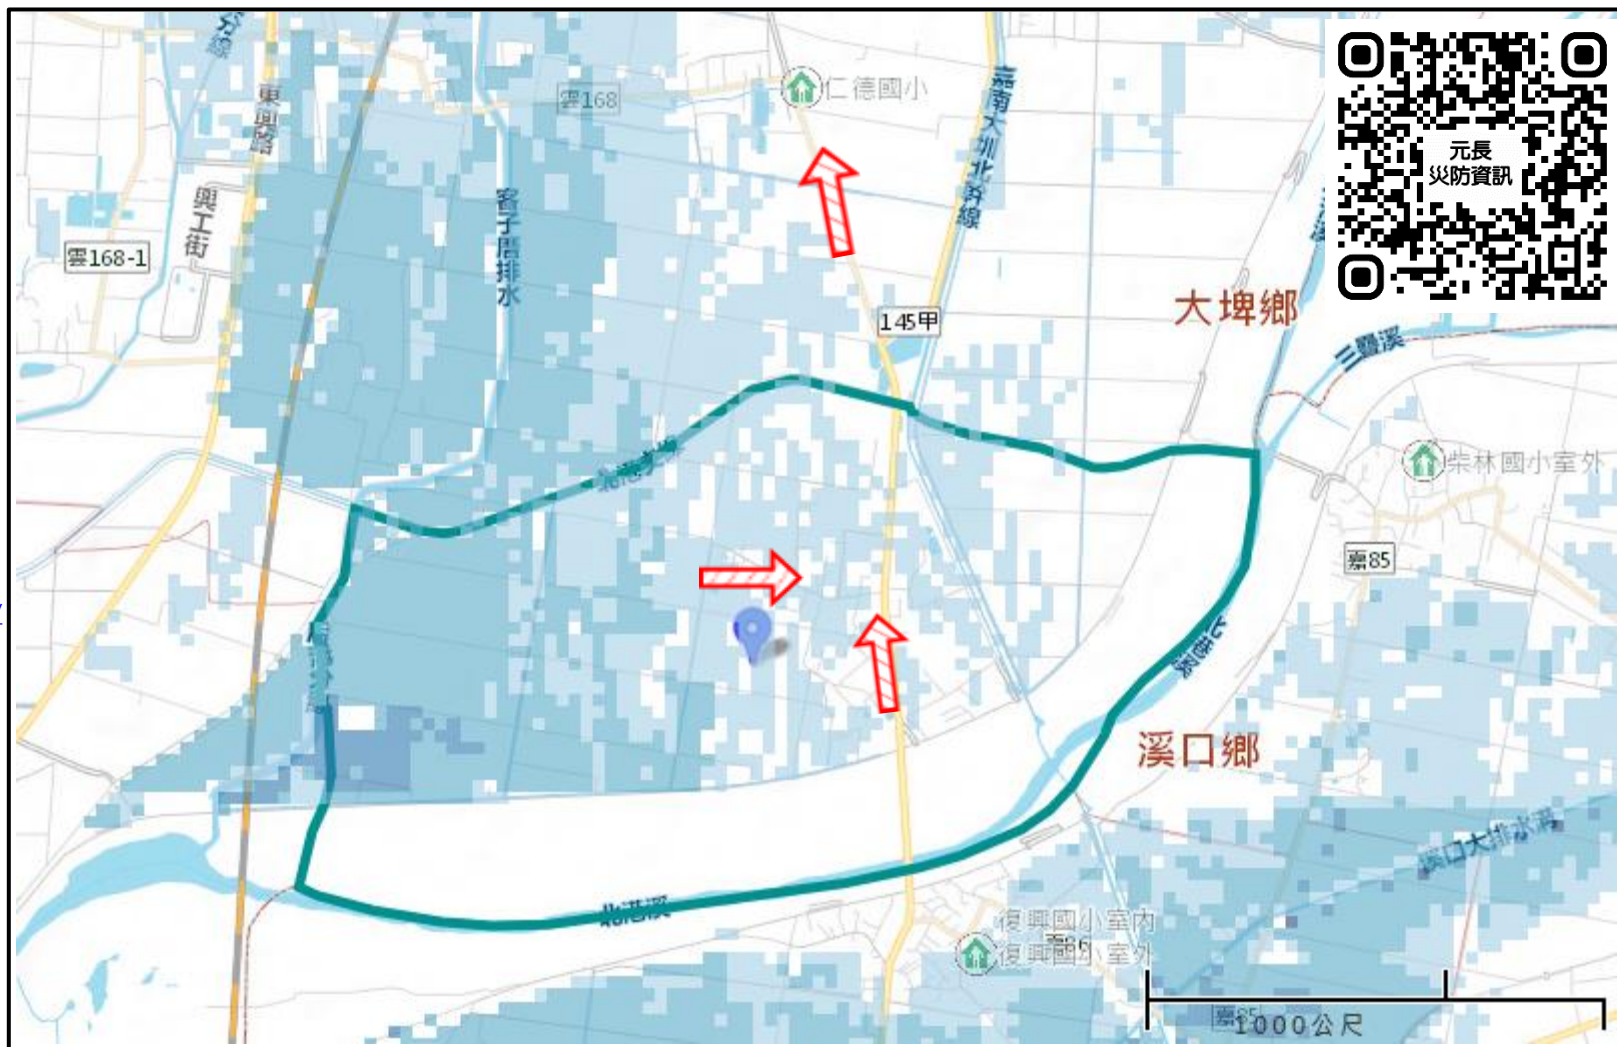 東興路
雲168
仁德國小
嘉南大圳北幹線
元長
災防資訊
興工街
客子厝排水
雲168-1
145甲
大埤鄉
三疊溪
柴林國小室外
嘉85
北港溪
溪口鄉
溪口大排水溝
北港溪
復興國小室內
復興國小室外
嘉85
1000公尺